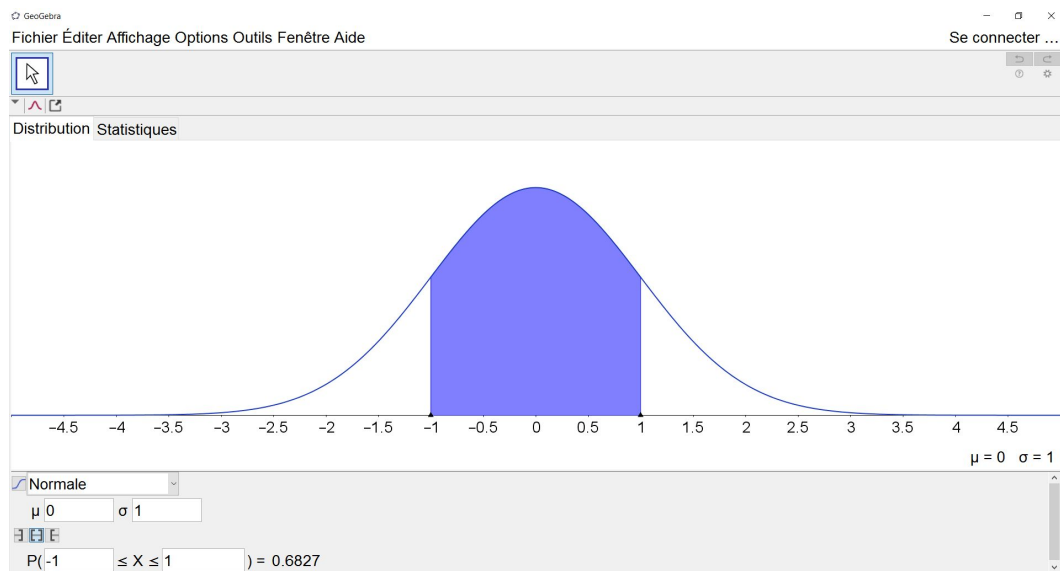 GeoGebra
Fichier Éditer Affichage Options Outils Fenêtre Aide Se connecter ...
Distribution Statistiques
−4.5 −4 −3.5 −3 −2.5 −2 −1.5 −1 −0.5 0 0.5 1 1.5 2 2.5 3 3.5 4 4.5
μ = 0 σ = 1
Normale
μ 0 σ 1
P( -1 ≤ X ≤ 1 ) = 0.6827